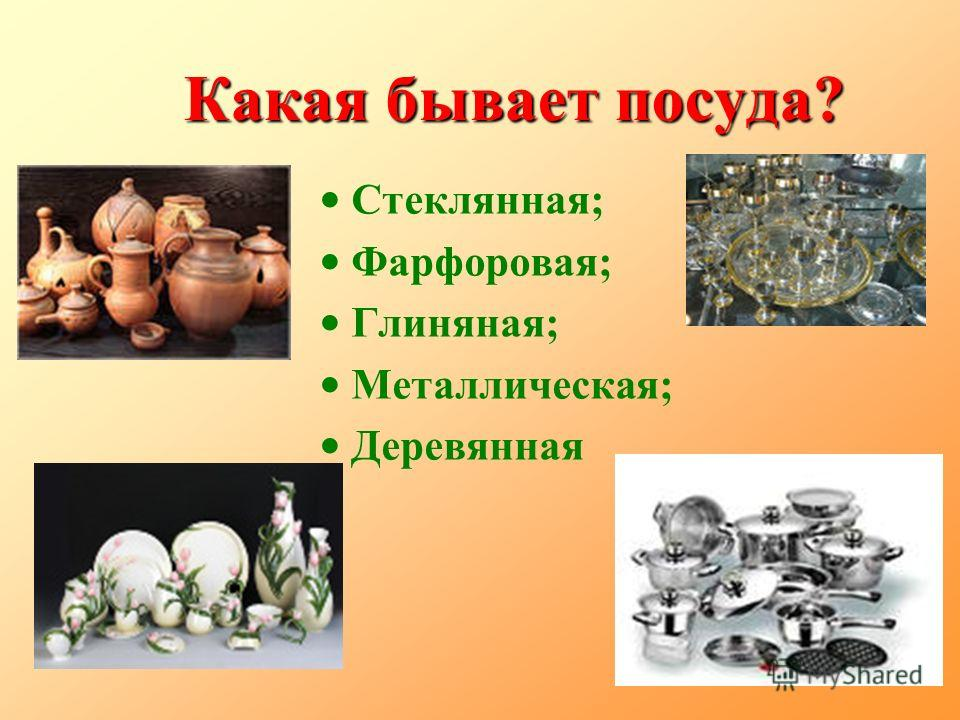 Какая бывает посуда?
• Стеклянная;
• Фарфоровая;
• Глиняная;
• Металлическая;
• Деревянная
MyShared